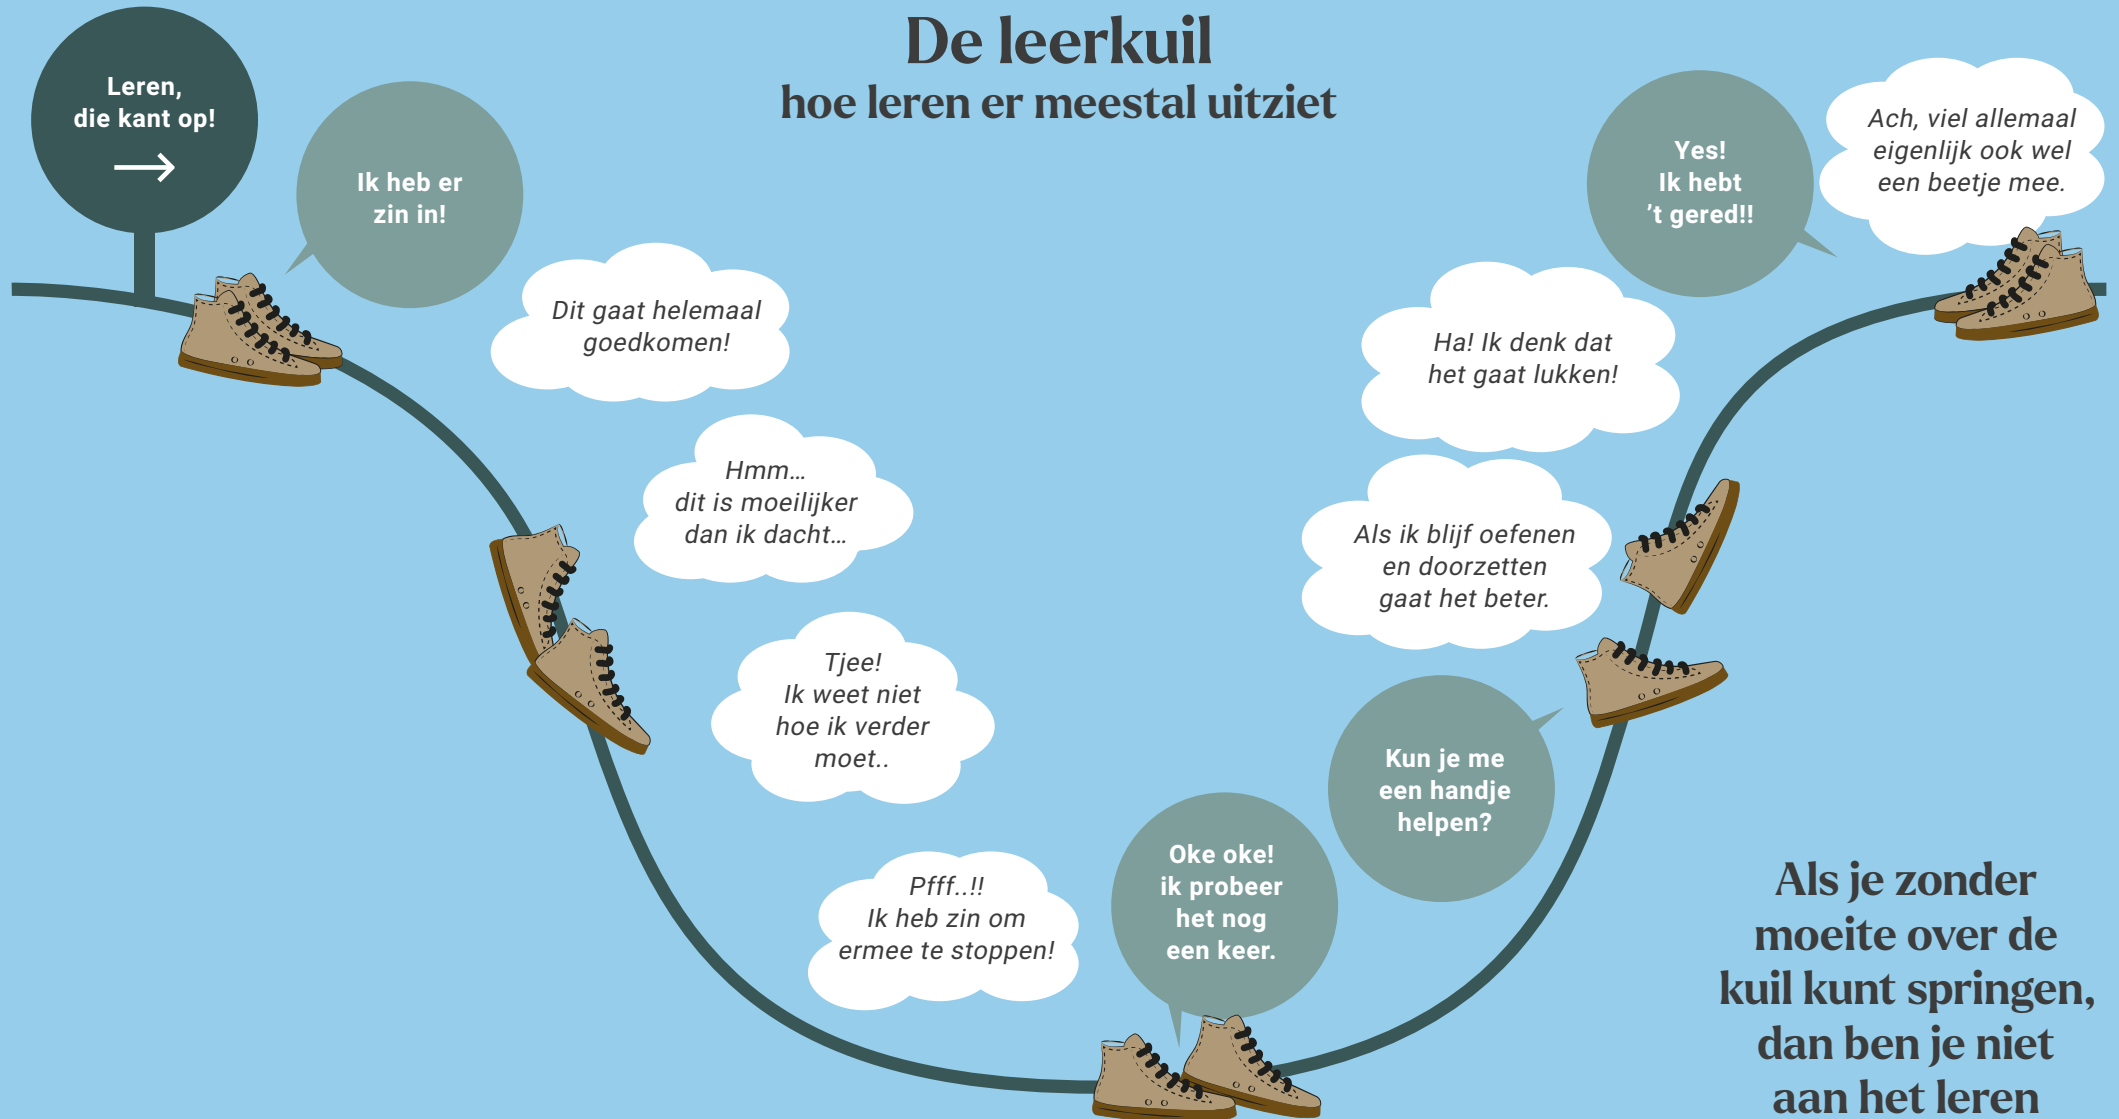 De leerkuil
hoe leren er meestal uitziet
Leren,
die kant op!
Ik heb er
zin in!
Dit gaat helemaal
goedkomen!
Hmm...
dit is moeilijker
dan ik dacht...
Tjee!
Ik weet niet
hoe ik verder
moet..
Pfff..!!
Ik heb zin om
ermee te stoppen!
Oke oke!
ik probeer
het nog
een keer.
Kun je me
een handje
helpen?
Als ik blijf oefenen
en doorzetten
gaat het beter.
Ha! Ik denk dat
het gaat lukken!
Yes!
Ik hebt
’t gered!!
Ach, viel allemaal
eigenlijk ook wel
een beetje mee.
Als je zonder
moeite over de
kuil kunt springen,
dan ben je niet
aan het leren